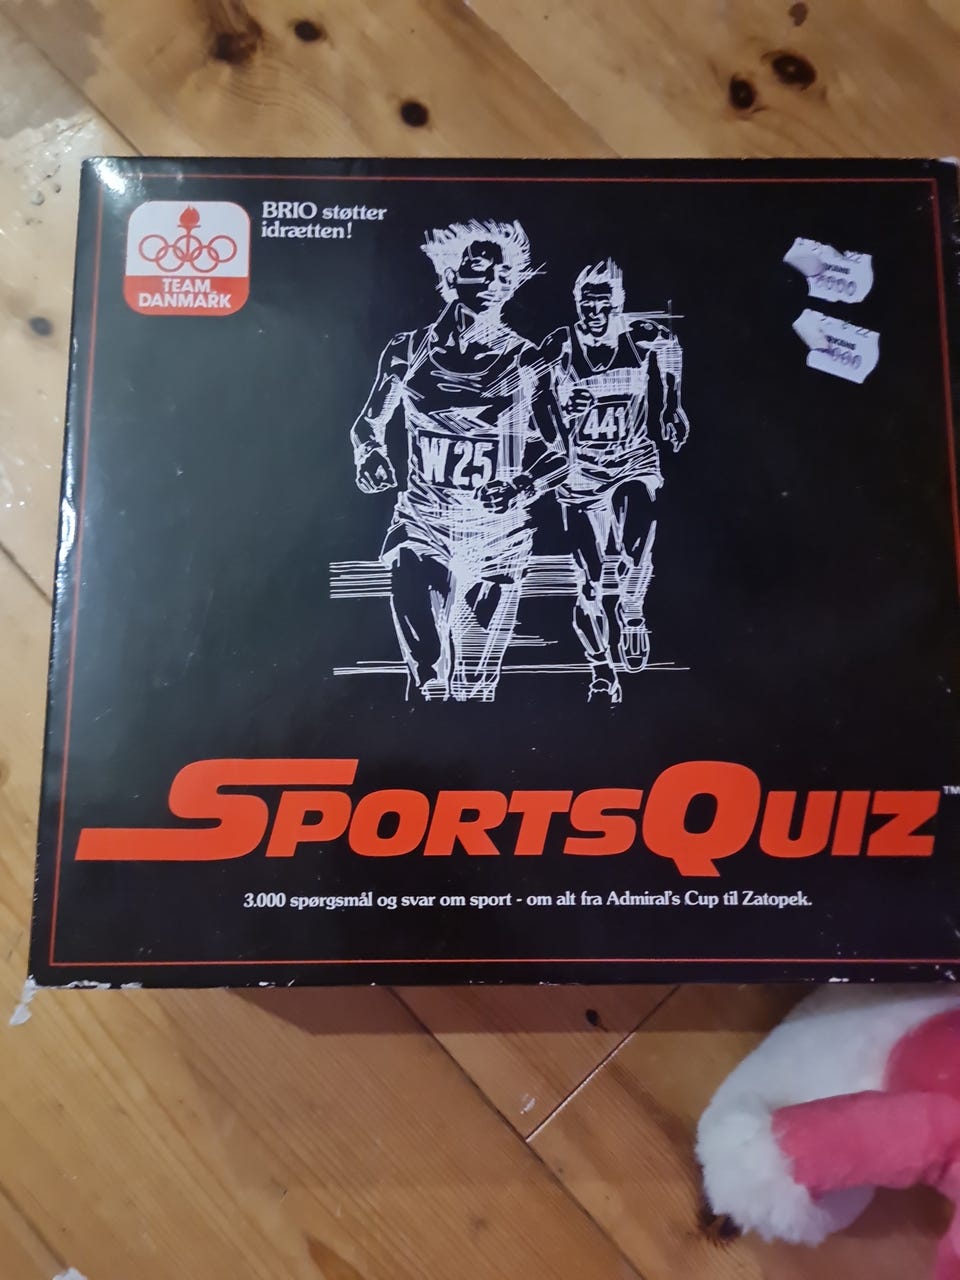 BRIO støtter
idrætten!
TEAM
DANMARK
W 25
441
SPORTSQUIZ™
3.000 spørgsmål og svar om sport - om alt fra Admiral's Cup til Zatopek.